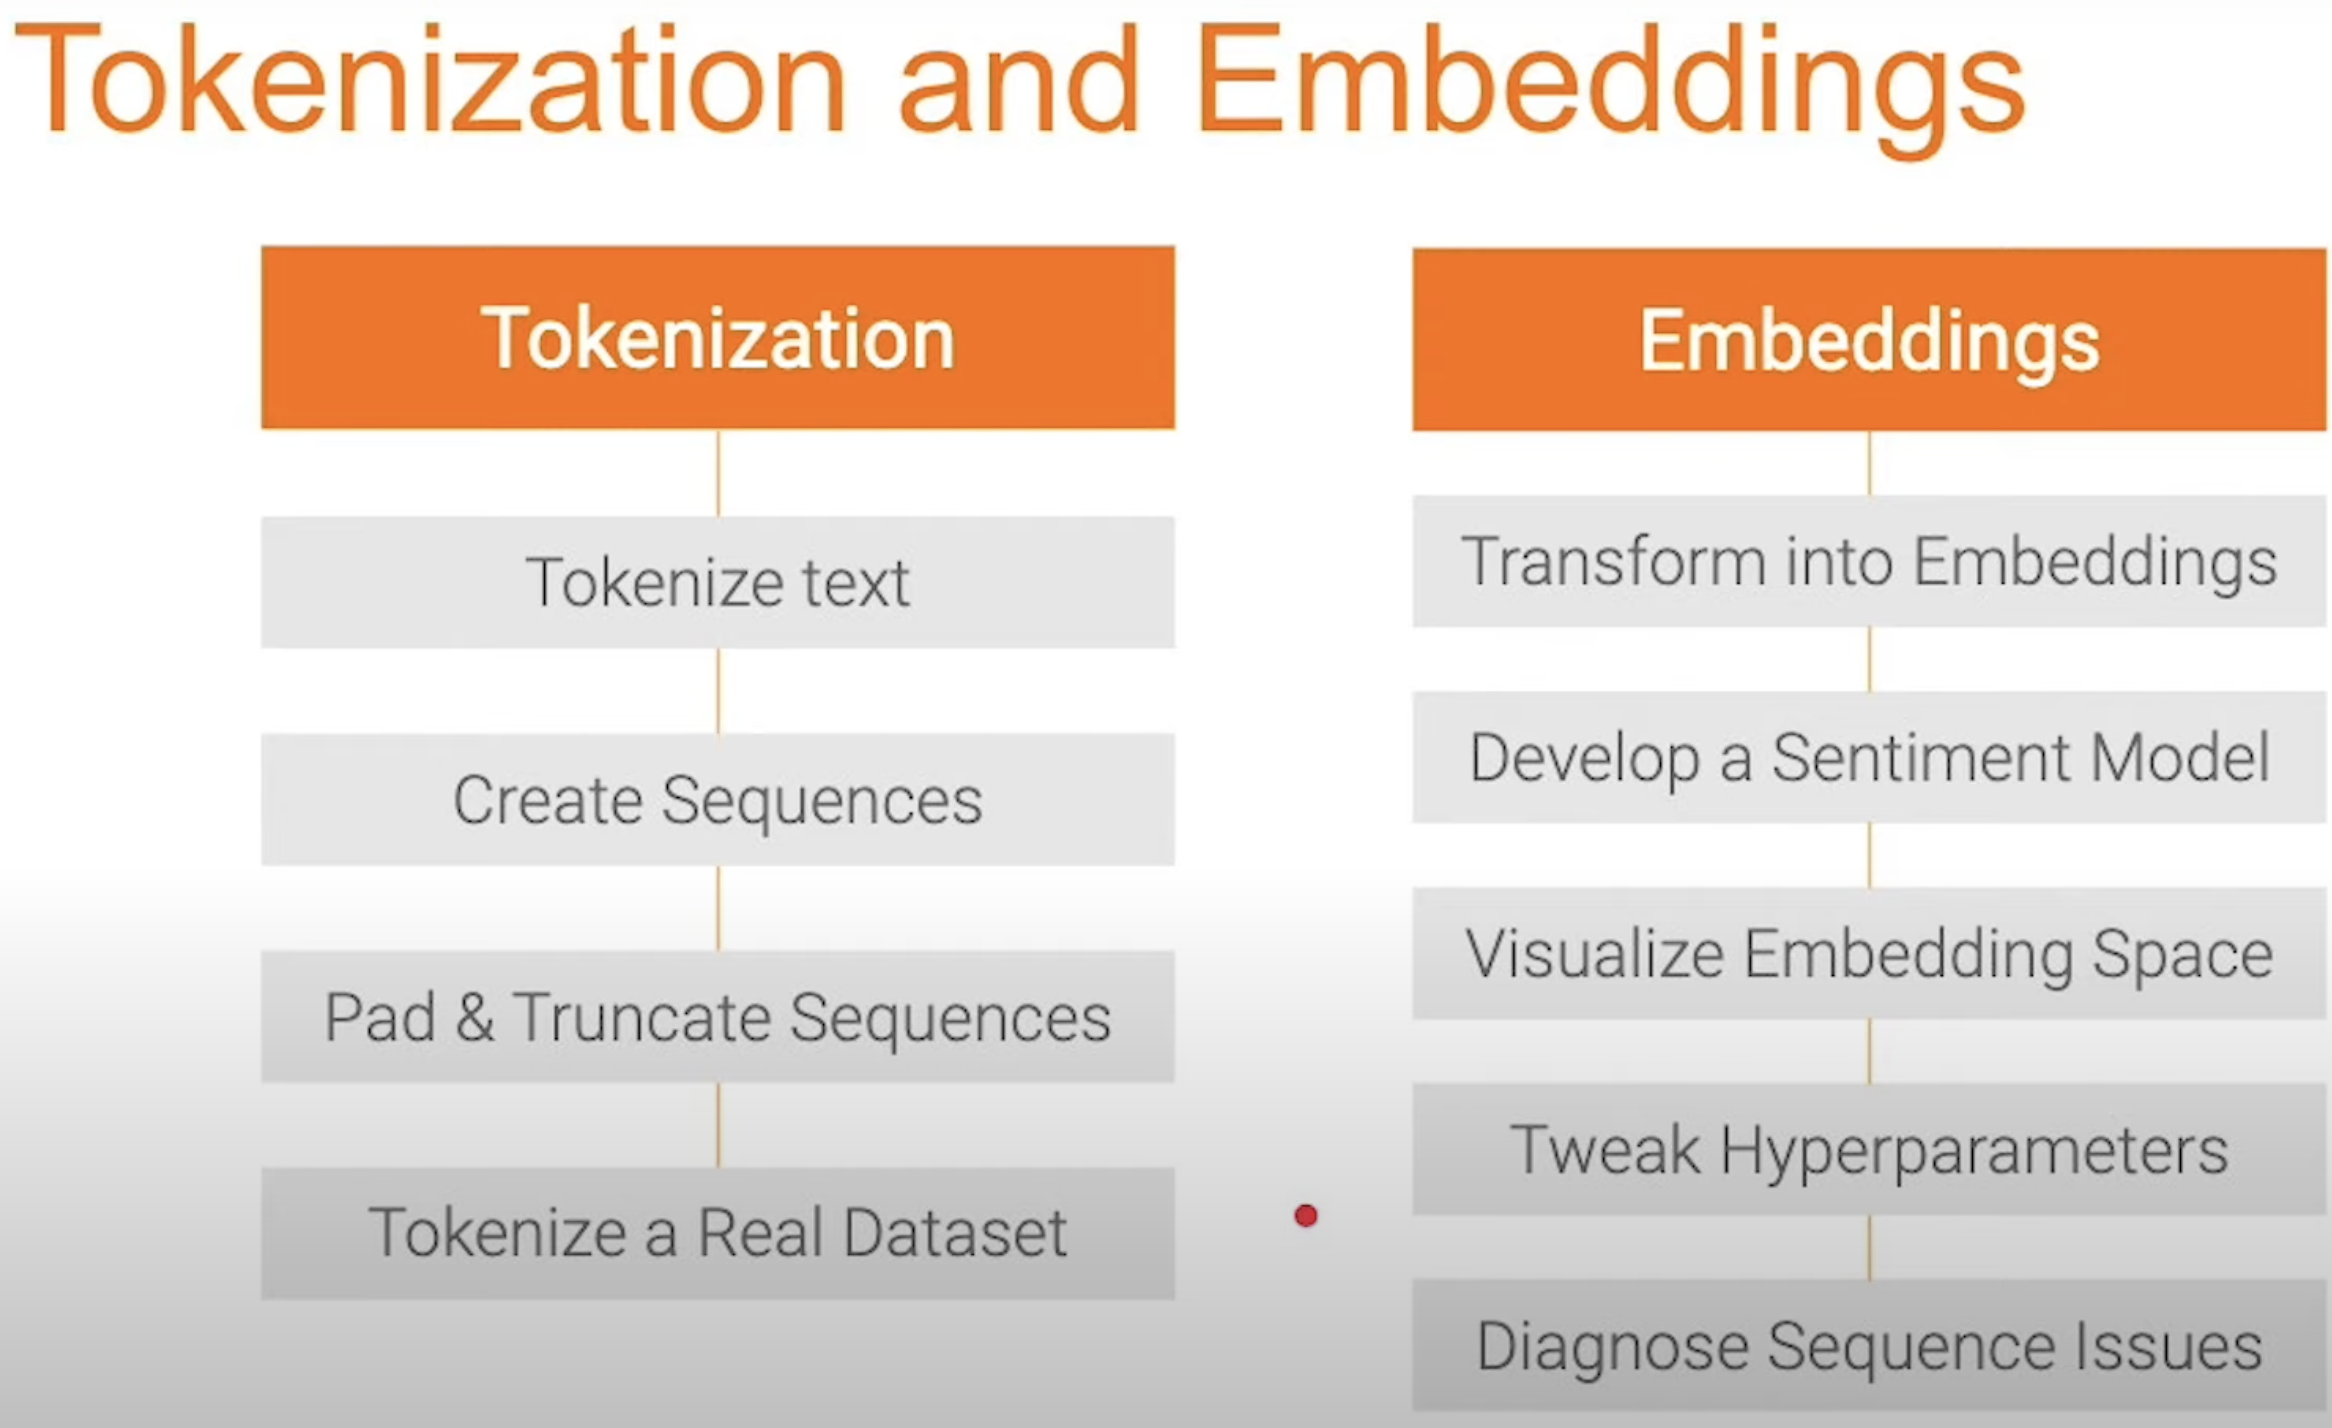 Tokenization and Embeddings
Tokenization
Tokenize text
Create Sequences
Pad & Truncate Sequences
Tokenize a Real Dataset
Embeddings
Transform into Embeddings
Develop a Sentiment Model
Visualize Embedding Space
Tweak Hyperparameters
Diagnose Sequence Issues